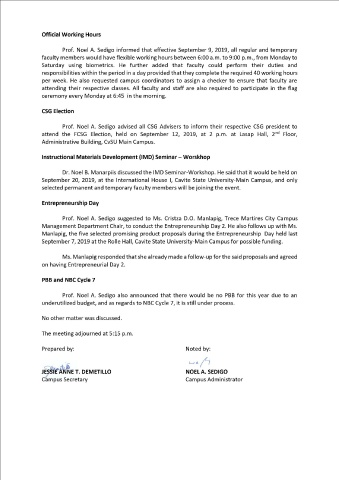 Official Working Hours
Prof. Noel A. Sedigo informed that effective September 9, 2019, all regular and temporary
faculty members would have flexible working hours between 6:00 a.m. to 9:00 p.m., from Monday to
Saturday using biometrics. He further added that faculty could perform their duties and
responsibilities within the period in a day provided that they complete the required 40 working hours
per week. He also requested campus coordinators to assign a checker to ensure that faculty are
attending their respective classes. All faculty and staff are also required to participate in the flag
ceremony every Monday at 6:45 in the morning.
CSG Election
Prof. Noel A. Sedigo advised all CSG Advisers to inform their respective CSG president to
attend the FCSG Election, held on September 12, 2019, at 2 p.m. at Lasap Hall, 2nd Floor,
Administrative Building, CvSU Main Campus.
Instructional Materials Development (IMD) Seminar – Worskhop
Dr. Noel B. Manarpiis discussed the IMD Seminar-Workshop. He said that it would be held on
September 20, 2019, at the International House I, Cavite State University-Main Campus, and only
selected permanent and temporary faculty members will be joining the event.
Entrepreneurship Day
Prof. Noel A. Sedigo suggested to Ms. Cristza D.O. Manlapig, Trece Martires City Campus
Management Department Chair, to conduct the Entrepreneurship Day 2. He also follows up with Ms.
Manlapig, the five selected promising product proposals during the Entrepreneurship Day held last
September 7, 2019 at the Rolle Hall, Cavite State University-Main Campus for possible funding.
Ms. Manlapig responded that she already made a follow-up for the said proposals and agreed
on having Entrepreneurial Day 2.
PBB and NBC Cycle 7
Prof. Noel A. Sedigo also announced that there would be no PBB for this year due to an
underutilized budget, and as regards to NBC Cycle 7, it is still under process.
No other matter was discussed.
The meeting adjourned at 5:15 p.m.
Prepared by: Noted by:
JESSIE ANNE T. DEMETILLO NOEL A. SEDIGO
Campus Secretary Campus Administrator